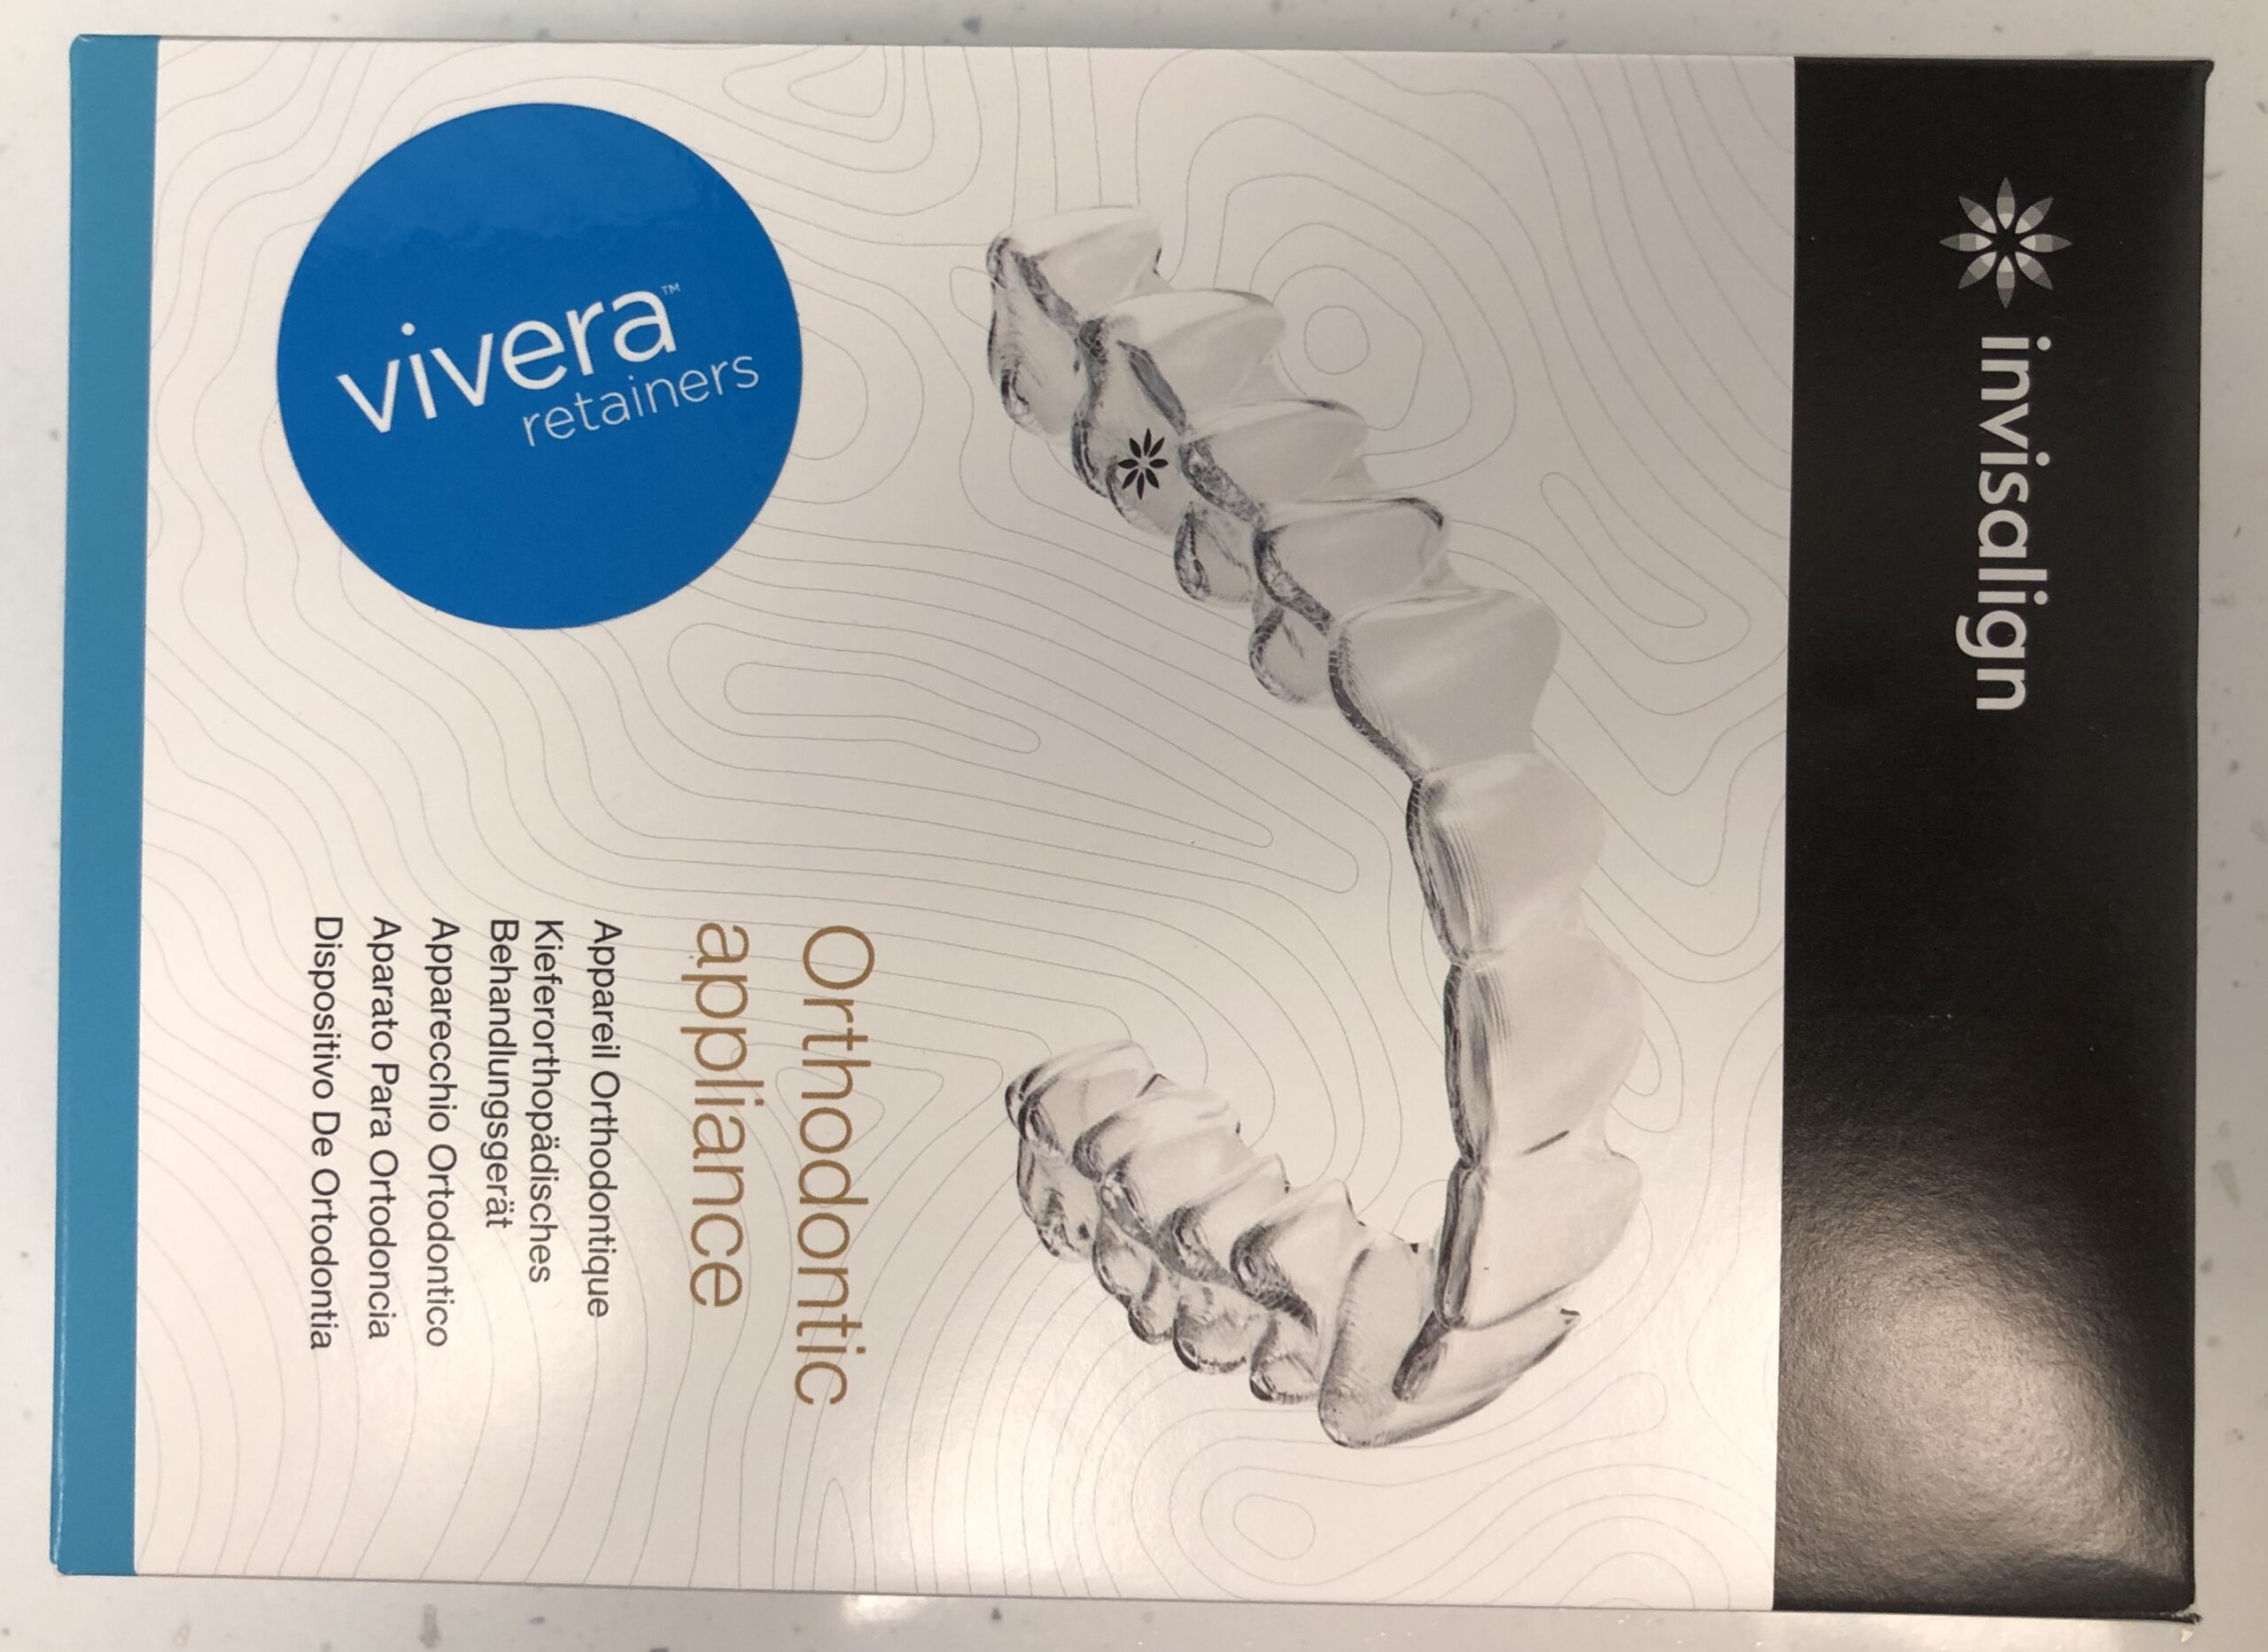 invisalign
Orthodontic
appliance
Appareil Orthodontique
Kieferorthopädisches
Behandlungsgerät
Apparecchio Ortodontico
Aparato Para Ortodoncia
Dispositivo De Ortodontia
vivera™
retainers